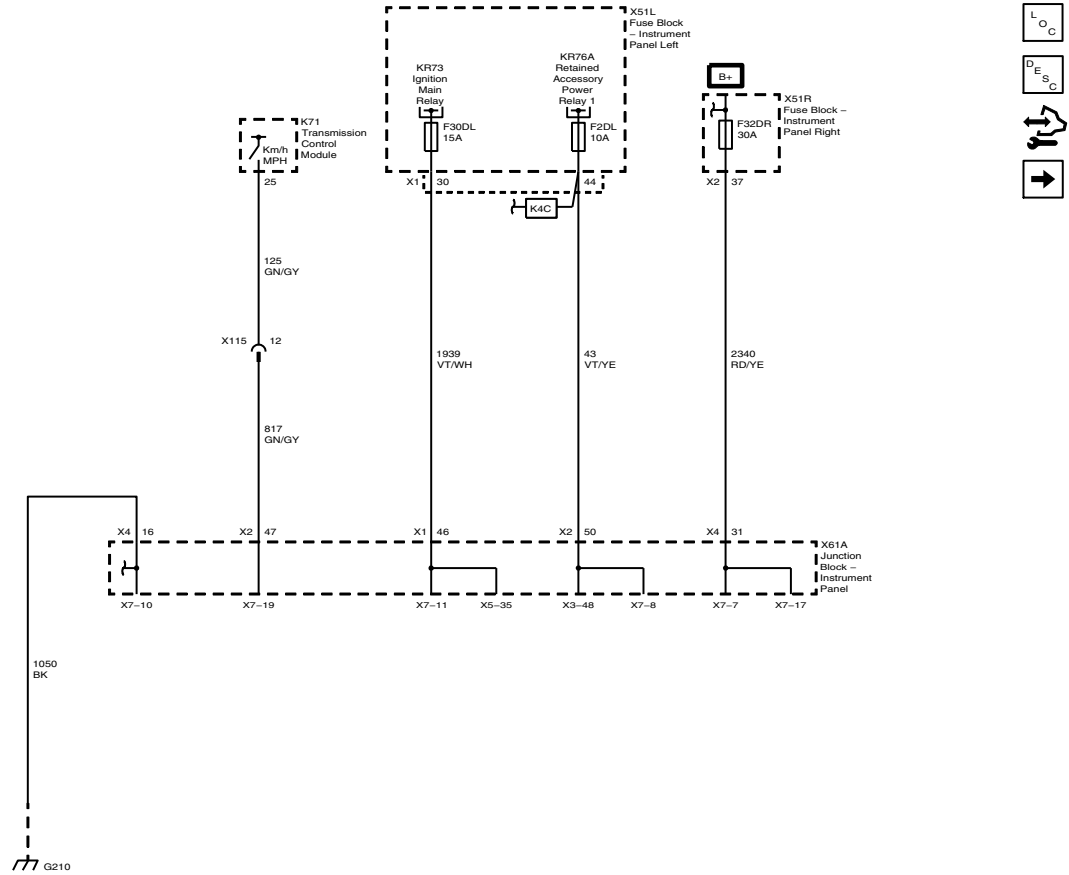 X51L
Fuse Block
– Instrument
Panel Left
KR73
Ignition
Main
Relay
KR76A
Retained
Accessory
Power
Relay 1
B+
X51R
Fuse Block –
Instrument
Panel Right
K71
Transmission
Control
Module
Km/h
MPH
F30DL
15A
F2DL
10A
F32DR
30A
25
X1 30
44
X2 37
K4C
125
GN/GY
X115 12
1939
VT/WH
43
VT/YE
2340
RD/YE
817
GN/GY
X4 16
X2 47
X1 46
X2 50
X4 31
X61A
Junction
Block –
Instrument
Panel
X7–10
X7–19
X7–11
X5–35
X3–48
X7–8
X7–7
X7–17
1050
BK
G210
LOC
DESC